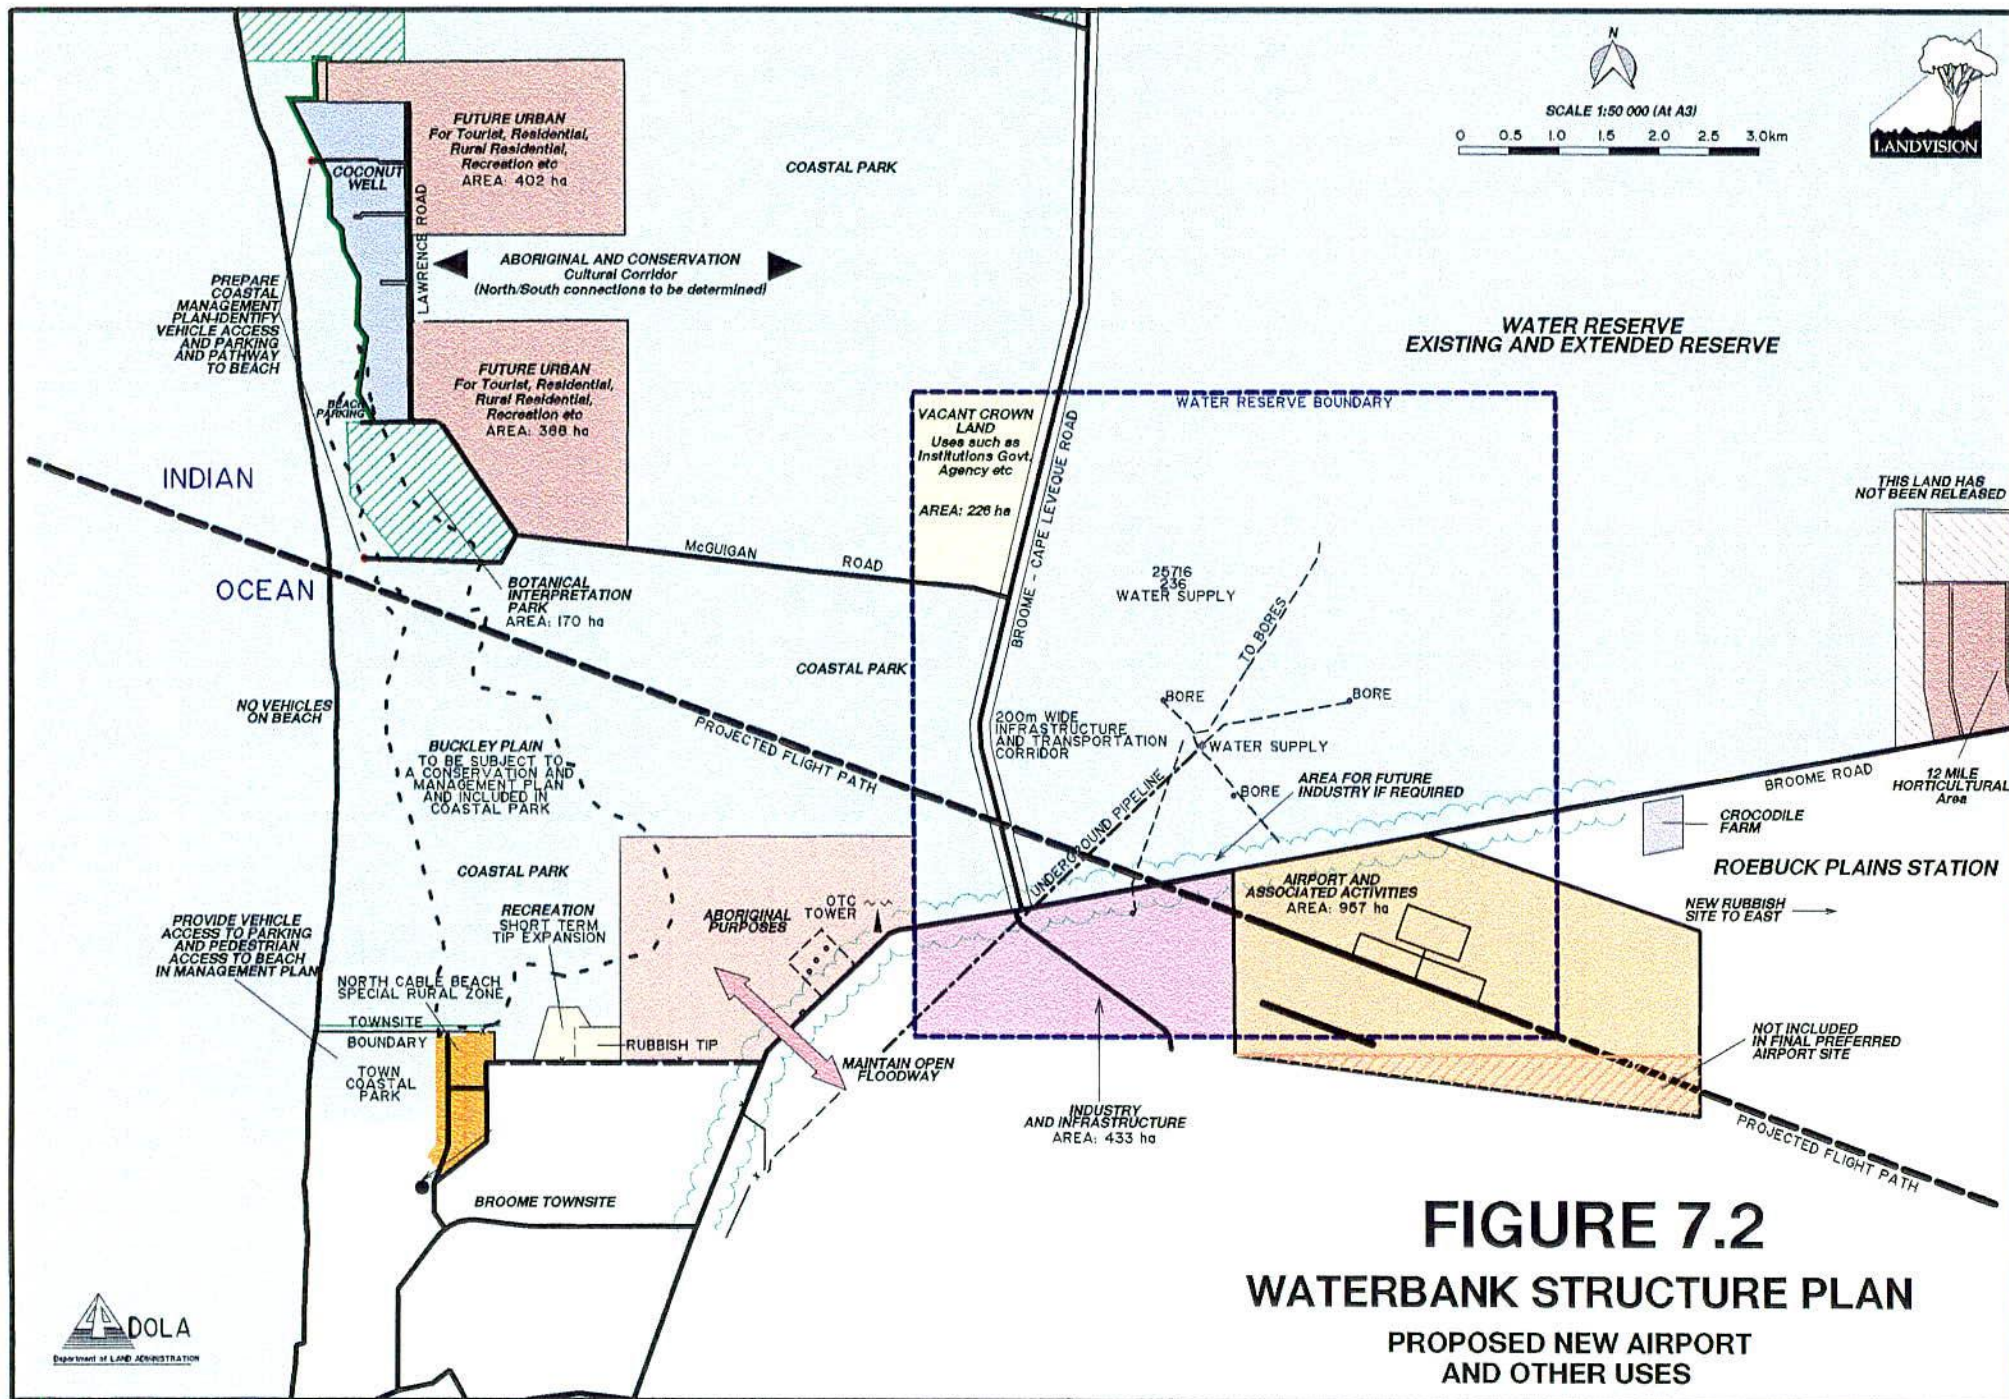 N
SCALE 1:50 000 (At A3)
0 0.5 1.0 1.5 2.0 2.5 3.0km
LANDVISION
FUTURE URBAN
For Tourist, Residential,
Rural Residential,
Recreation etc
AREA: 402 ha
COASTAL PARK
COCONUT
WELL
LAWRENCE ROAD
ABORIGINAL AND CONSERVATION
Cultural Corridor
(North/South connections to be determined)
PREPARE
COASTAL
MANAGEMENT
PLAN-IDENTIFY
VEHICLE ACCESS
AND PARKING
AND PATHWAY
TO BEACH
WATER RESERVE
EXISTING AND EXTENDED RESERVE
FUTURE URBAN
For Tourist, Residential,
Rural Residential,
Recreation etc
AREA: 388 ha
BEACH
PARKING
WATER RESERVE BOUNDARY
VACANT CROWN
LAND
Uses such as
Institutions Govt.
Agency etc
AREA: 226 ha
BROOME - CAPE LEVEQUE ROAD
INDIAN
OCEAN
THIS LAND HAS
NOT BEEN RELEASED
McGUIGAN ROAD
BOTANICAL
INTERPRETATION
PARK
AREA: 170 ha
25716
236
WATER SUPPLY
TO BORES
COASTAL PARK
NO VEHICLES
ON BEACH
BORE
BORE
200m WIDE
INFRASTRUCTURE
AND TRANSPORTATION
CORRIDOR
WATER SUPPLY
PROJECTED FLIGHT PATH
BUCKLEY PLAIN
TO BE SUBJECT TO
A CONSERVATION AND
MANAGEMENT PLAN
AND INCLUDED IN
COASTAL PARK
AREA FOR FUTURE
INDUSTRY IF REQUIRED
BORE
UNDERGROUND PIPELINE
BROOME ROAD
12 MILE
HORTICULTURAL
Area
CROCODILE
FARM
ROEBUCK PLAINS STATION
COASTAL PARK
AIRPORT AND
ASSOCIATED ACTIVITIES
AREA: 957 ha
NEW RUBBISH
SITE TO EAST
OTC
TOWER
ABORIGINAL
PURPOSES
RECREATION
SHORT TERM
TIP EXPANSION
PROVIDE VEHICLE
ACCESS TO PARKING
AND PEDESTRIAN
ACCESS TO BEACH
IN MANAGEMENT PLAN
NORTH CABLE BEACH
SPECIAL RURAL ZONE
TOWNSITE
BOUNDARY
RUBBISH TIP
TOWN
COASTAL
PARK
MAINTAIN OPEN
FLOODWAY
NOT INCLUDED
IN FINAL PREFERRED
AIRPORT SITE
INDUSTRY
AND INFRASTRUCTURE
AREA: 433 ha
PROJECTED FLIGHT PATH
BROOME TOWNSITE
FIGURE 7.2
WATERBANK STRUCTURE PLAN
PROPOSED NEW AIRPORT
AND OTHER USES
DOLA
Department of LAND ADMINISTRATION